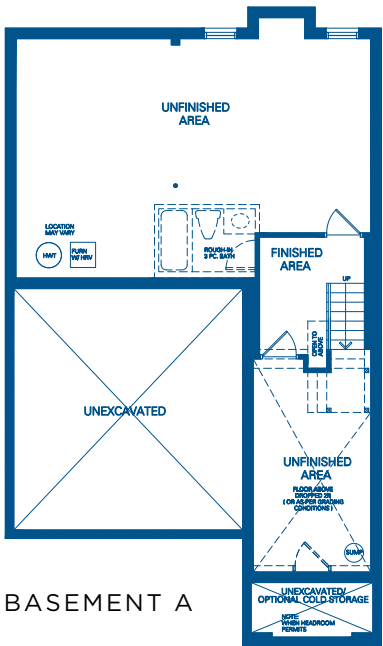 UNFINISHED
AREA
LOCATION
MAY VARY
HWT
FURN
W/ HRV
ROUGH-IN
3 PC. BATH
FINISHED
AREA
UP
OPEN TO
ABOVE
UNEXCAVATED
UNFINISHED
AREA
FLOOR ABOVE
DROPPED 2R
( OR AS PER GRADING
CONDITIONS )
SUMP
UNEXCAVATED/
OPTIONAL COLD STORAGE
NOTE:
WHEN HEADROOM
PERMITS
BASEMENT A